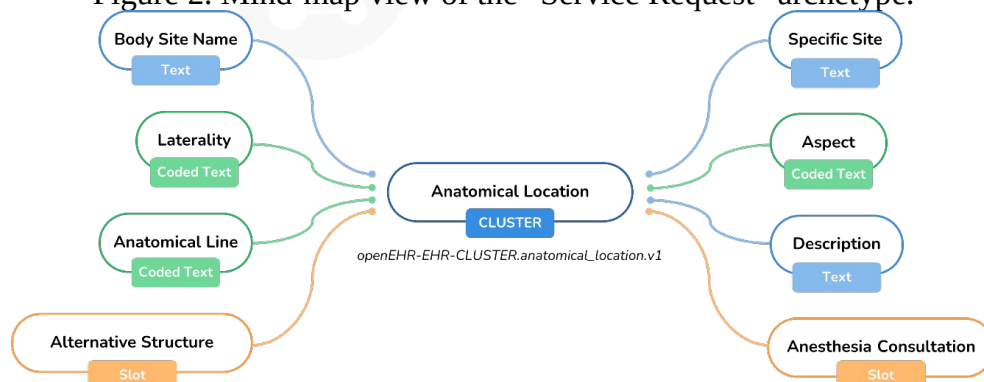 Figure 2: Mind-map view of the "Service Request" archetype.
Body Site Name
Text
Laterality
Coded Text
Anatomical Line
Coded Text
Alternative Structure
Slot
Anatomical Location
CLUSTER
openEHR-EHR-CLUSTER.anatomical_location.v1
Specific Site
Text
Aspect
Coded Text
Description
Text
Anesthesia Consultation
Slot